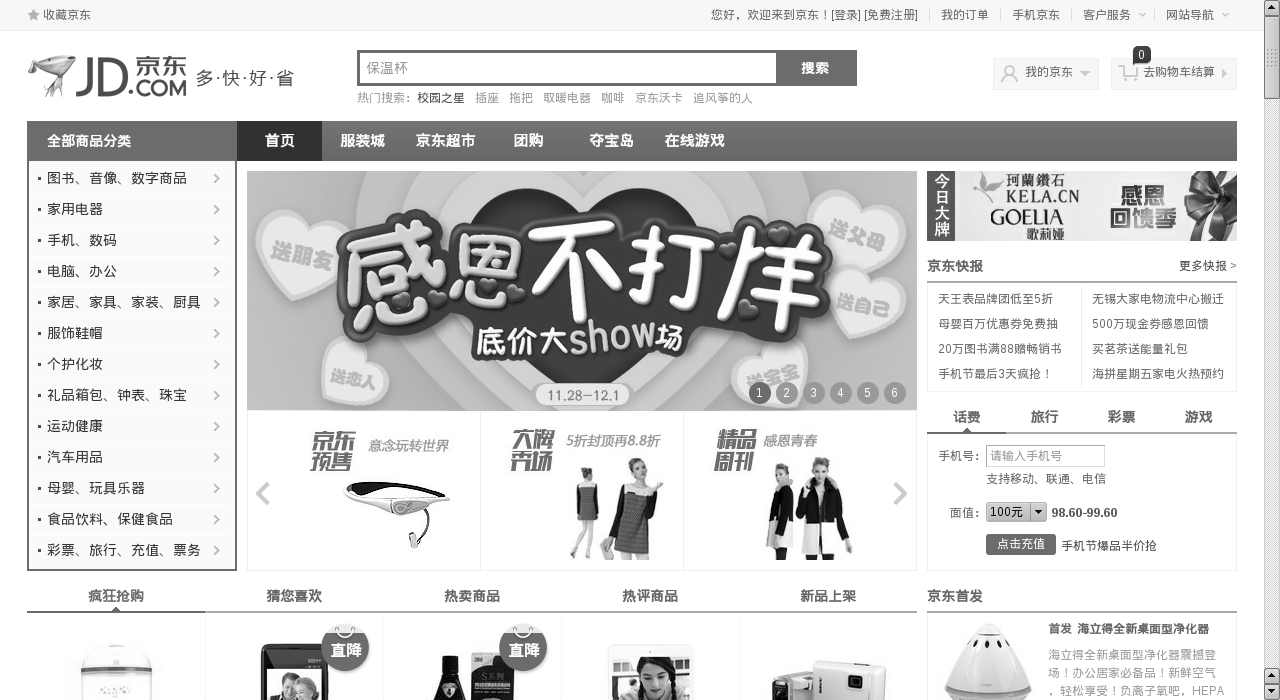 收藏京东
您好，欢迎来到京东！[登录] [免费注册] 我的订单 手机京东 客户服务 网站导航
JD.COM 京东 多·快·好·省
保温杯 搜索
我的京东 0 去购物车结算
热门搜索： 校园之星 插座 拖把 取暖电器 咖啡 京东沃卡 追风筝的人
全部商品分类 首页 服装城 京东超市 团购 夺宝岛 在线游戏
图书、音像、数字商品
家用电器
手机、数码
电脑、办公
家居、家具、家装、厨具
服饰鞋帽
个护化妆
礼品箱包、钟表、珠宝
运动健康
汽车用品
母婴、玩具乐器
食品饮料、保健食品
彩票、旅行、充值、票务
送朋友
送父母
感恩不打烊
送自己
底价大show场
送恋人
送宝宝
11.28—12.1
1 2 3 4 5 6
京东预售 意念玩转世界
大牌卖场 5折封顶再8.8折
精品周刊 感恩青春
今日大牌
珂蘭鑽石
KELA.CN
GOELIA
歌莉娅
感恩回馈季
京东快报 更多快报 >
天王表品牌团低至5折 无锡大家电物流中心搬迁
母婴百万优惠券免费抽 500万现金券感恩回馈
20万图书满88赠畅销书 买茗茶送能量礼包
手机节最后3天疯抢！ 海拼星期五家电火热预约
话费 旅行 彩票 游戏
手机号： 请输入手机号
支持移动、联通、电信
面值： 100元 98.60-99.60
点击充值 手机节爆品半价抢
疯狂抢购 猜您喜欢 热卖商品 热评商品 新品上架
直降
直降
京东首发
首发 海立得全新桌面型净化器
海立得全新桌面型净化器震撼登
场！办公居家必备品！新鲜空气
，轻松享受！负离子氧吧，HEPA